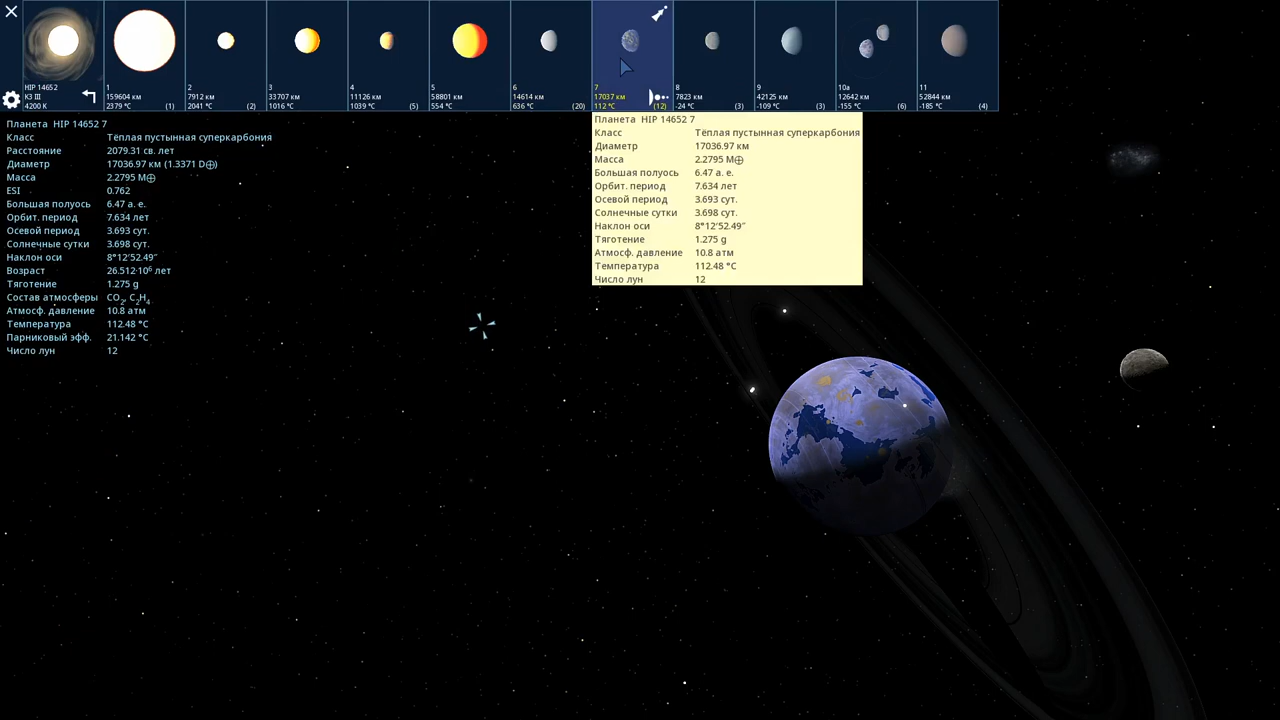 HIP 14652
K3 III
4200 K
1
159604 км
2379 °C (1)
2
7912 км
2041 °C (2)
3
33707 км
1016 °C
4
11126 км
1039 °C (5)
5
58801 км
554 °C
6
14614 км
636 °C (20)
7
17037 км
112 °C (12)
8
7823 км
-24 °C (3)
9
42125 км
-109 °C (3)
10a
12642 км
-155 °C (6)
11
52844 км
-185 °C (4)
Планета HIP 14652 7
Класс Тёплая пустынная суперкарбония
Расстояние 2079.31 св. лет
Диаметр 17036.97 км (1.3371 D⊕)
Масса 2.2795 M⊕
ESI 0.762
Большая полуось 6.47 а. е.
Орбит. период 7.634 лет
Осевой период 3.693 сут.
Солнечные сутки 3.698 сут.
Наклон оси 8°12′52.49″
Возраст 26.512·10⁶ лет
Тяготение 1.275 g
Состав атмосферы CO₂, C₂H₄
Атмосф. давление 10.8 атм
Температура 112.48 °C
Парниковый эфф. 21.142 °C
Число лун 12
Планета HIP 14652 7
Класс Тёплая пустынная суперкарбония
Диаметр 17036.97 км
Масса 2.2795 M⊕
Большая полуось 6.47 а. е.
Орбит. период 7.634 лет
Осевой период 3.693 сут.
Солнечные сутки 3.698 сут.
Наклон оси 8°12′52.49″
Тяготение 1.275 g
Атмосф. давление 10.8 атм
Температура 112.48 °C
Число лун 12